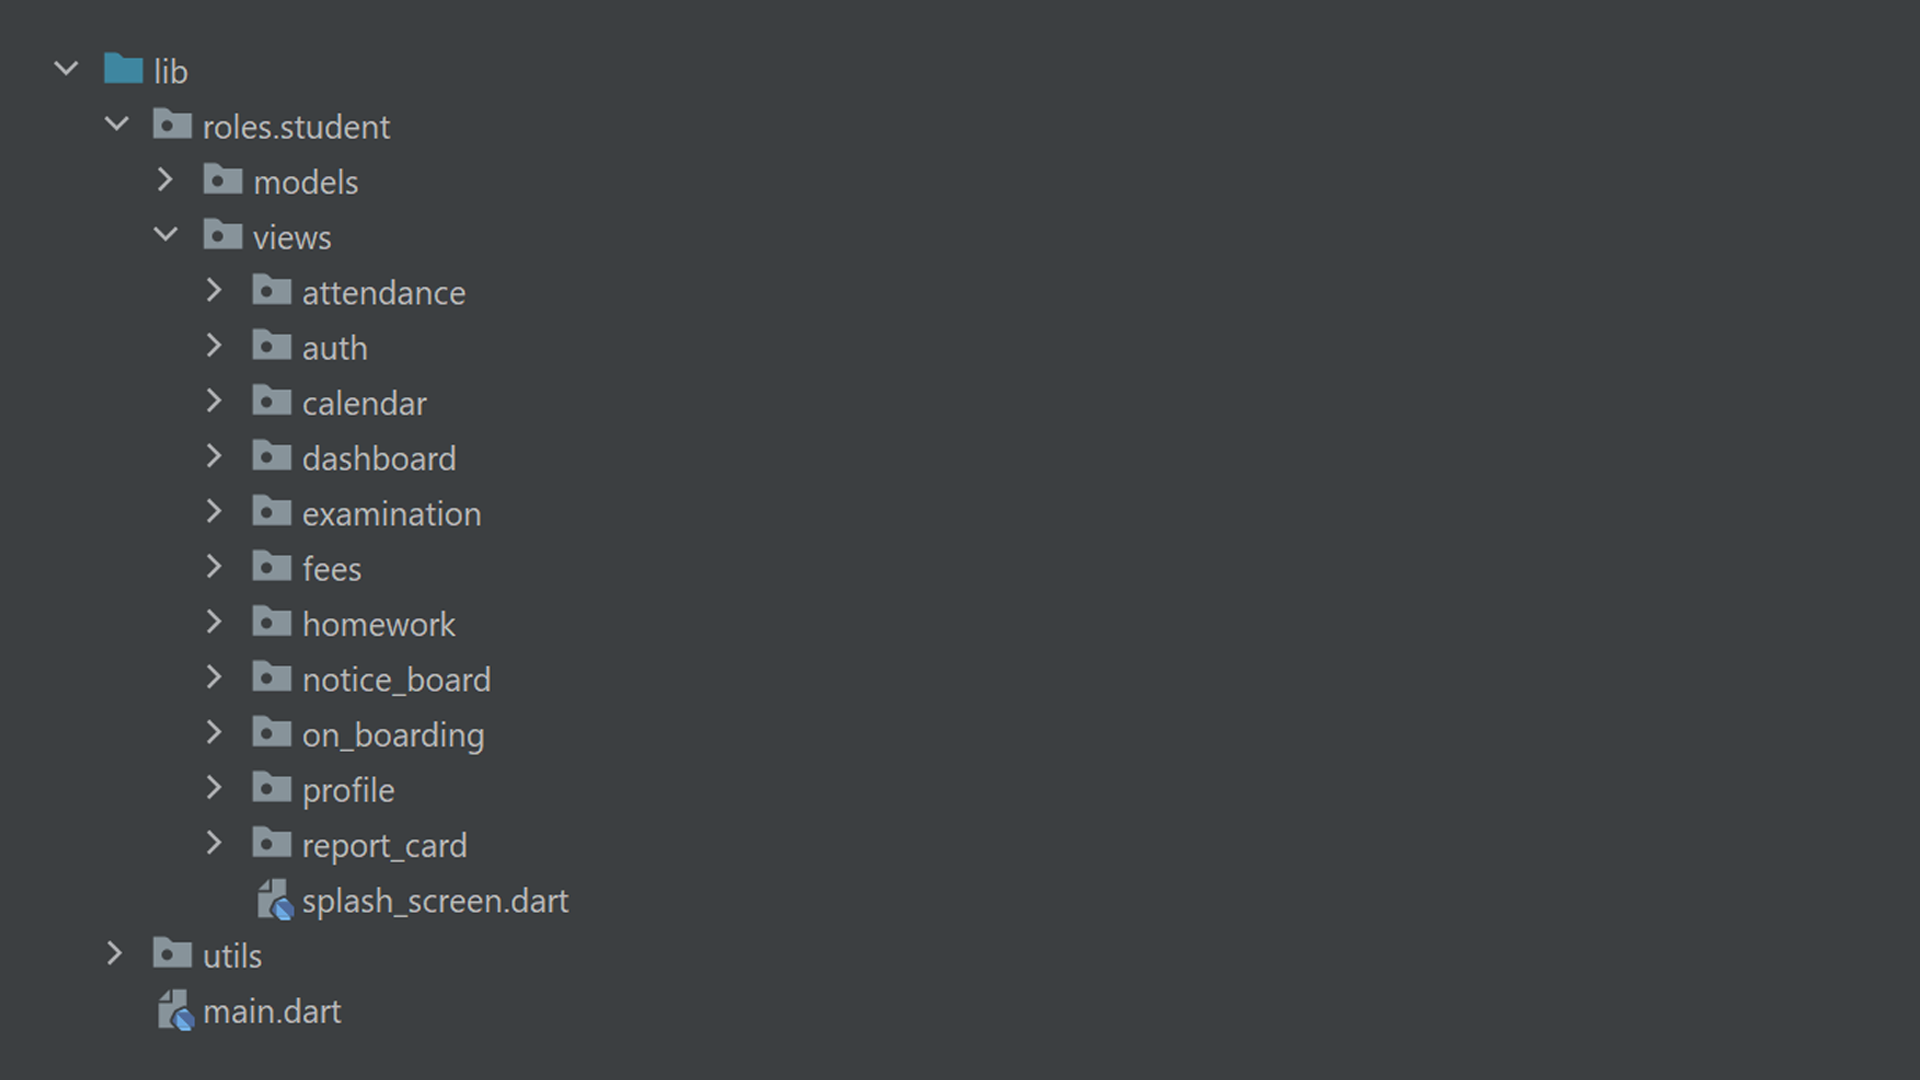 lib
roles.student
models
views
attendance
auth
calendar
dashboard
examination
fees
homework
notice_board
on_boarding
profile
report_card
splash_screen.dart
utils
main.dart